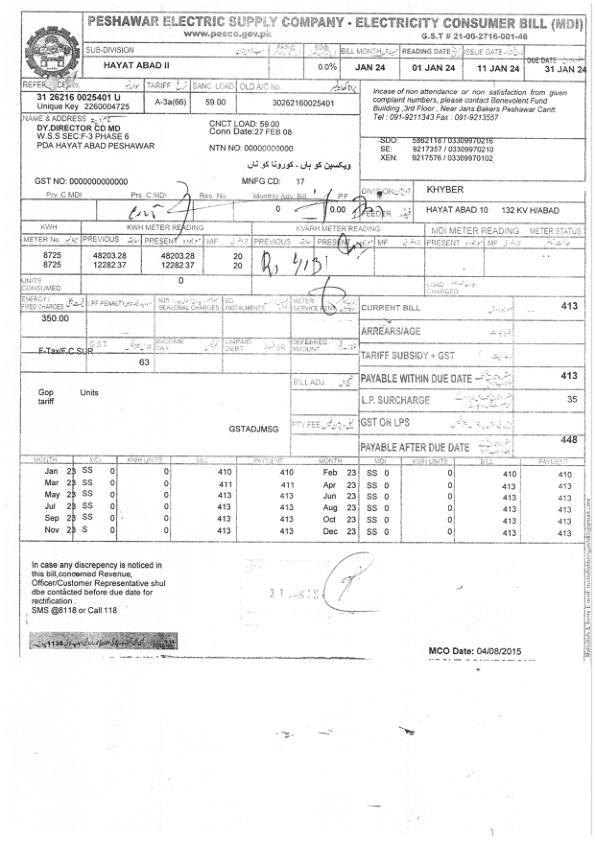 PESHAWAR ELECTRIC SUPPLY COMPANY - ELECTRICITY CONSUMER BILL (MDI)
www.pesco.gov.pk G.S.T # 21-00-2716-001-46
SUB-DIVISION BILL MONTH READING DATE ISSUE DATE DUE DATE
HAYAT ABAD II 0.0% JAN 24 01 JAN 24 11 JAN 24 31 JAN 24
TARIFF SANC. LOAD OLD A/C No.
31 26216 0025401 U A-3a(66) 59.00 30262160025401
Unique Key 2260004725
Incase of non attendance or non satisfaction from given
complaint numbers, please contact Benevolent Fund
Building ,3rd Floor , Near Jans Bakers Peshawar Cantt.
Tel : 091-9211343 Fax : 091-9213557
NAME & ADDRESS
DY.DIRECTOR CD MD
W.S.S SEC:F-3 PHASE 6
PDA HAYAT ABAD PESHAWAR
CNCT LOAD: 59.00
Conn Date:27 FEB 08
NTN NO: 00000000000
ویکسین کو ہاں - کورونا کو ناں
SDO: 5862118 / 03309970216
SE: 9217357 / 03309970210
XEN: 9217576 / 03309970102
GST NO: 0000000000000 MNFG CD: 17
DIVISION KHYBER
Prv. C MDI Prs. C MDI Res. No. Monthly Adv. Bill P.F
0 0.00
FEEDER HAYAT ABAD 10 132 KV H/ABAD
KWH KWH METER READING KVARH METER READING MDI METER READING METER STATUS
METER No PREVIOUS PRESENT MF PREVIOUS PRESENT MF PREVIOUS PRESENT
8725 48203.28 48203.28 20
8725 12282.37 12282.37 20
UNITS CONSUMED 0 LOAD CHARGED
ENERGY / FIXED CHARGES LPF PENALTY NJS SEASONAL CHARGES ED INSTALMENTS METER/ SERVICE RENT
350.00
CURRENT BILL 413
ARREARS/AGE
F-Tax/F.C.SUR G.S.T. INCOME TAX UNPAID DEBT DEFERRED AMOUNT
63
TARIFF SUBSIDY + GST
BILL ADJ. PAYABLE WITHIN DUE DATE 413
Gop Units
tariff
L.P. SURCHARGE 35
GSTADJMSG
PTV FEE GST ON LPS
PAYABLE AFTER DUE DATE 448
MONTH MDI KWH UNITS BILL PAYMENT MONTH MDI KWH UNITS BILL PAYMENT
Jan 23 SS 0 0 410 410 Feb 23 SS 0 0 410 410
Mar 23 SS 0 0 411 411 Apr 23 SS 0 0 413 413
May 23 SS 0 0 413 413 Jun 23 SS 0 0 413 413
Jul 23 SS 0 0 413 413 Aug 23 SS 0 0 413 413
Sep 23 SS 0 0 413 413 Oct 23 SS 0 0 413 413
Nov 23 S 0 0 413 413 Dec 23 SS 0 0 413 413
In case any discrepency is noticed in
this bill,concerned Revenue,
Officer/Customer Representative shul
dbe contacted before due date for
rectification .
SMS @8118 or Call 118
MCO Date: 04/08/2015